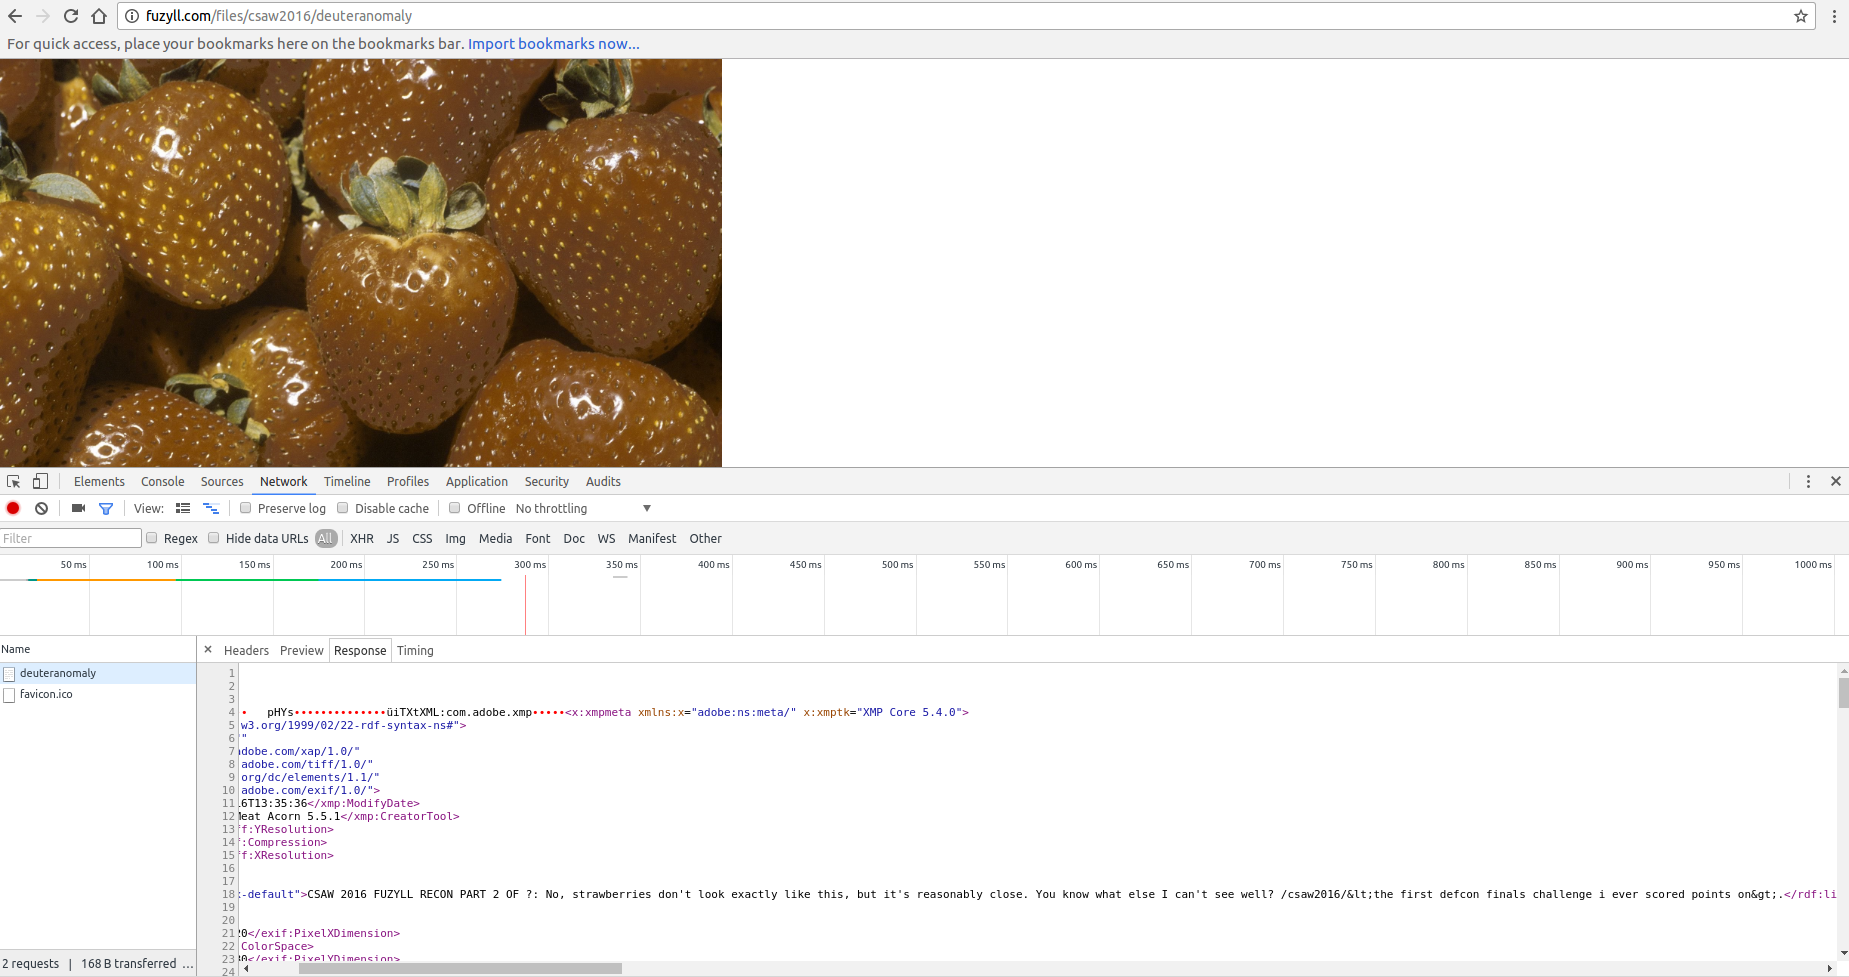 fuzyll.com/files/csaw2016/deuteranomaly
For quick access, place your bookmarks here on the bookmarks bar. Import bookmarks now...
Elements Console Sources Network Timeline Profiles Application Security Audits
View: Preserve log Disable cache Offline No throttling
Filter Regex Hide data URLs All XHR JS CSS Img Media Font Doc WS Manifest Other
50 ms 100 ms 150 ms 200 ms 250 ms 300 ms 350 ms 400 ms 450 ms 500 ms 550 ms 600 ms 650 ms 700 ms 750 ms 800 ms 850 ms 900 ms 950 ms 1000 ms
Name × Headers Preview Response Timing
deuteranomaly
favicon.ico
1
2
3
4 • pHYs••••••••••••••üiTXtXML:com.adobe.xmp•••••<x:xmpmeta xmlns:x="adobe:ns:meta/" x:xmptk="XMP Core 5.4.0">
5 w3.org/1999/02/22-rdf-syntax-ns#">
6 "
7 adobe.com/xap/1.0/"
8 adobe.com/tiff/1.0/"
9 org/dc/elements/1.1/"
10 adobe.com/exif/1.0/">
11 6T13:35:36</xmp:ModifyDate>
12 Meat Acorn 5.5.1</xmp:CreatorTool>
13 ff:YResolution>
14 f:Compression>
15 ff:XResolution>
16
17
18 -default">CSAW 2016 FUZYLL RECON PART 2 OF ?: No, strawberries don't look exactly like this, but it's reasonably close. You know what else I can't see well? /csaw2016/&lt;the first defcon finals challenge i ever scored points on&gt;.</rdf:li
19
20
21 20</exif:PixelXDimension>
22 ColorSpace>
23 80</exif:PixelYDimension>
24
2 requests | 168 B transferred ...